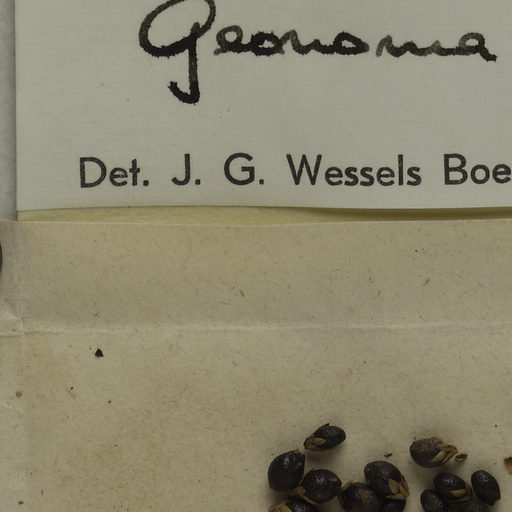 Geonoma
Det. J. G. Wessels Boe